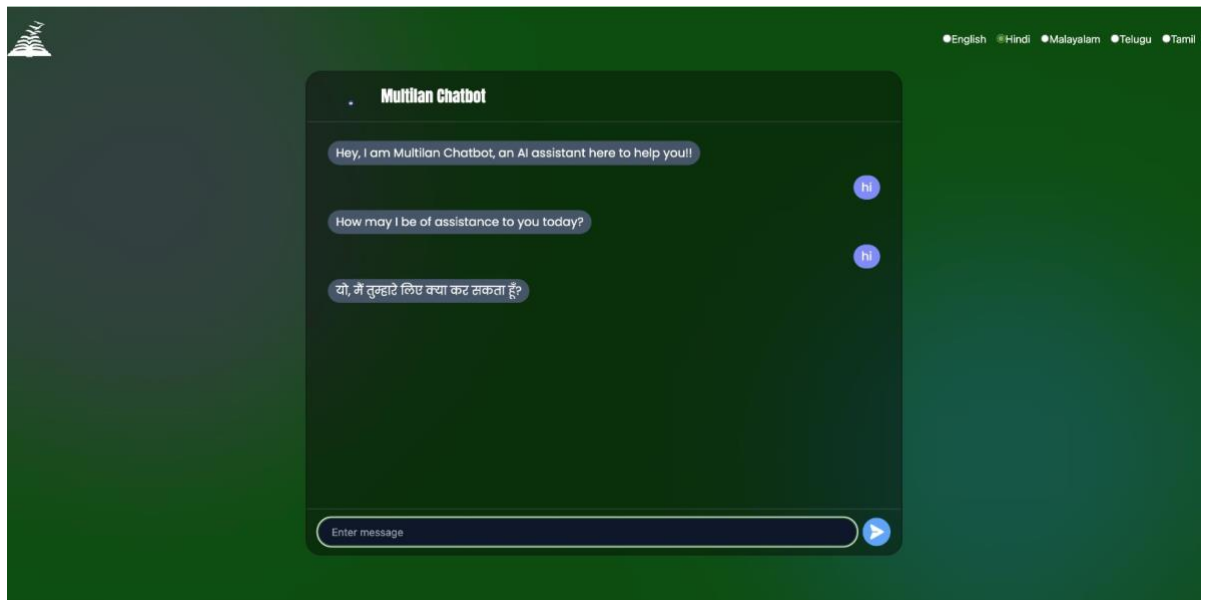 English Hindi Malayalam Telugu Tamil
Multilan Chatbot
Hey, I am Multilan Chatbot, an AI assistant here to help you!!
hi
How may I be of assistance to you today?
hi
यो, मैं तुम्हारे लिए क्या कर सकता हूँ?
Enter message